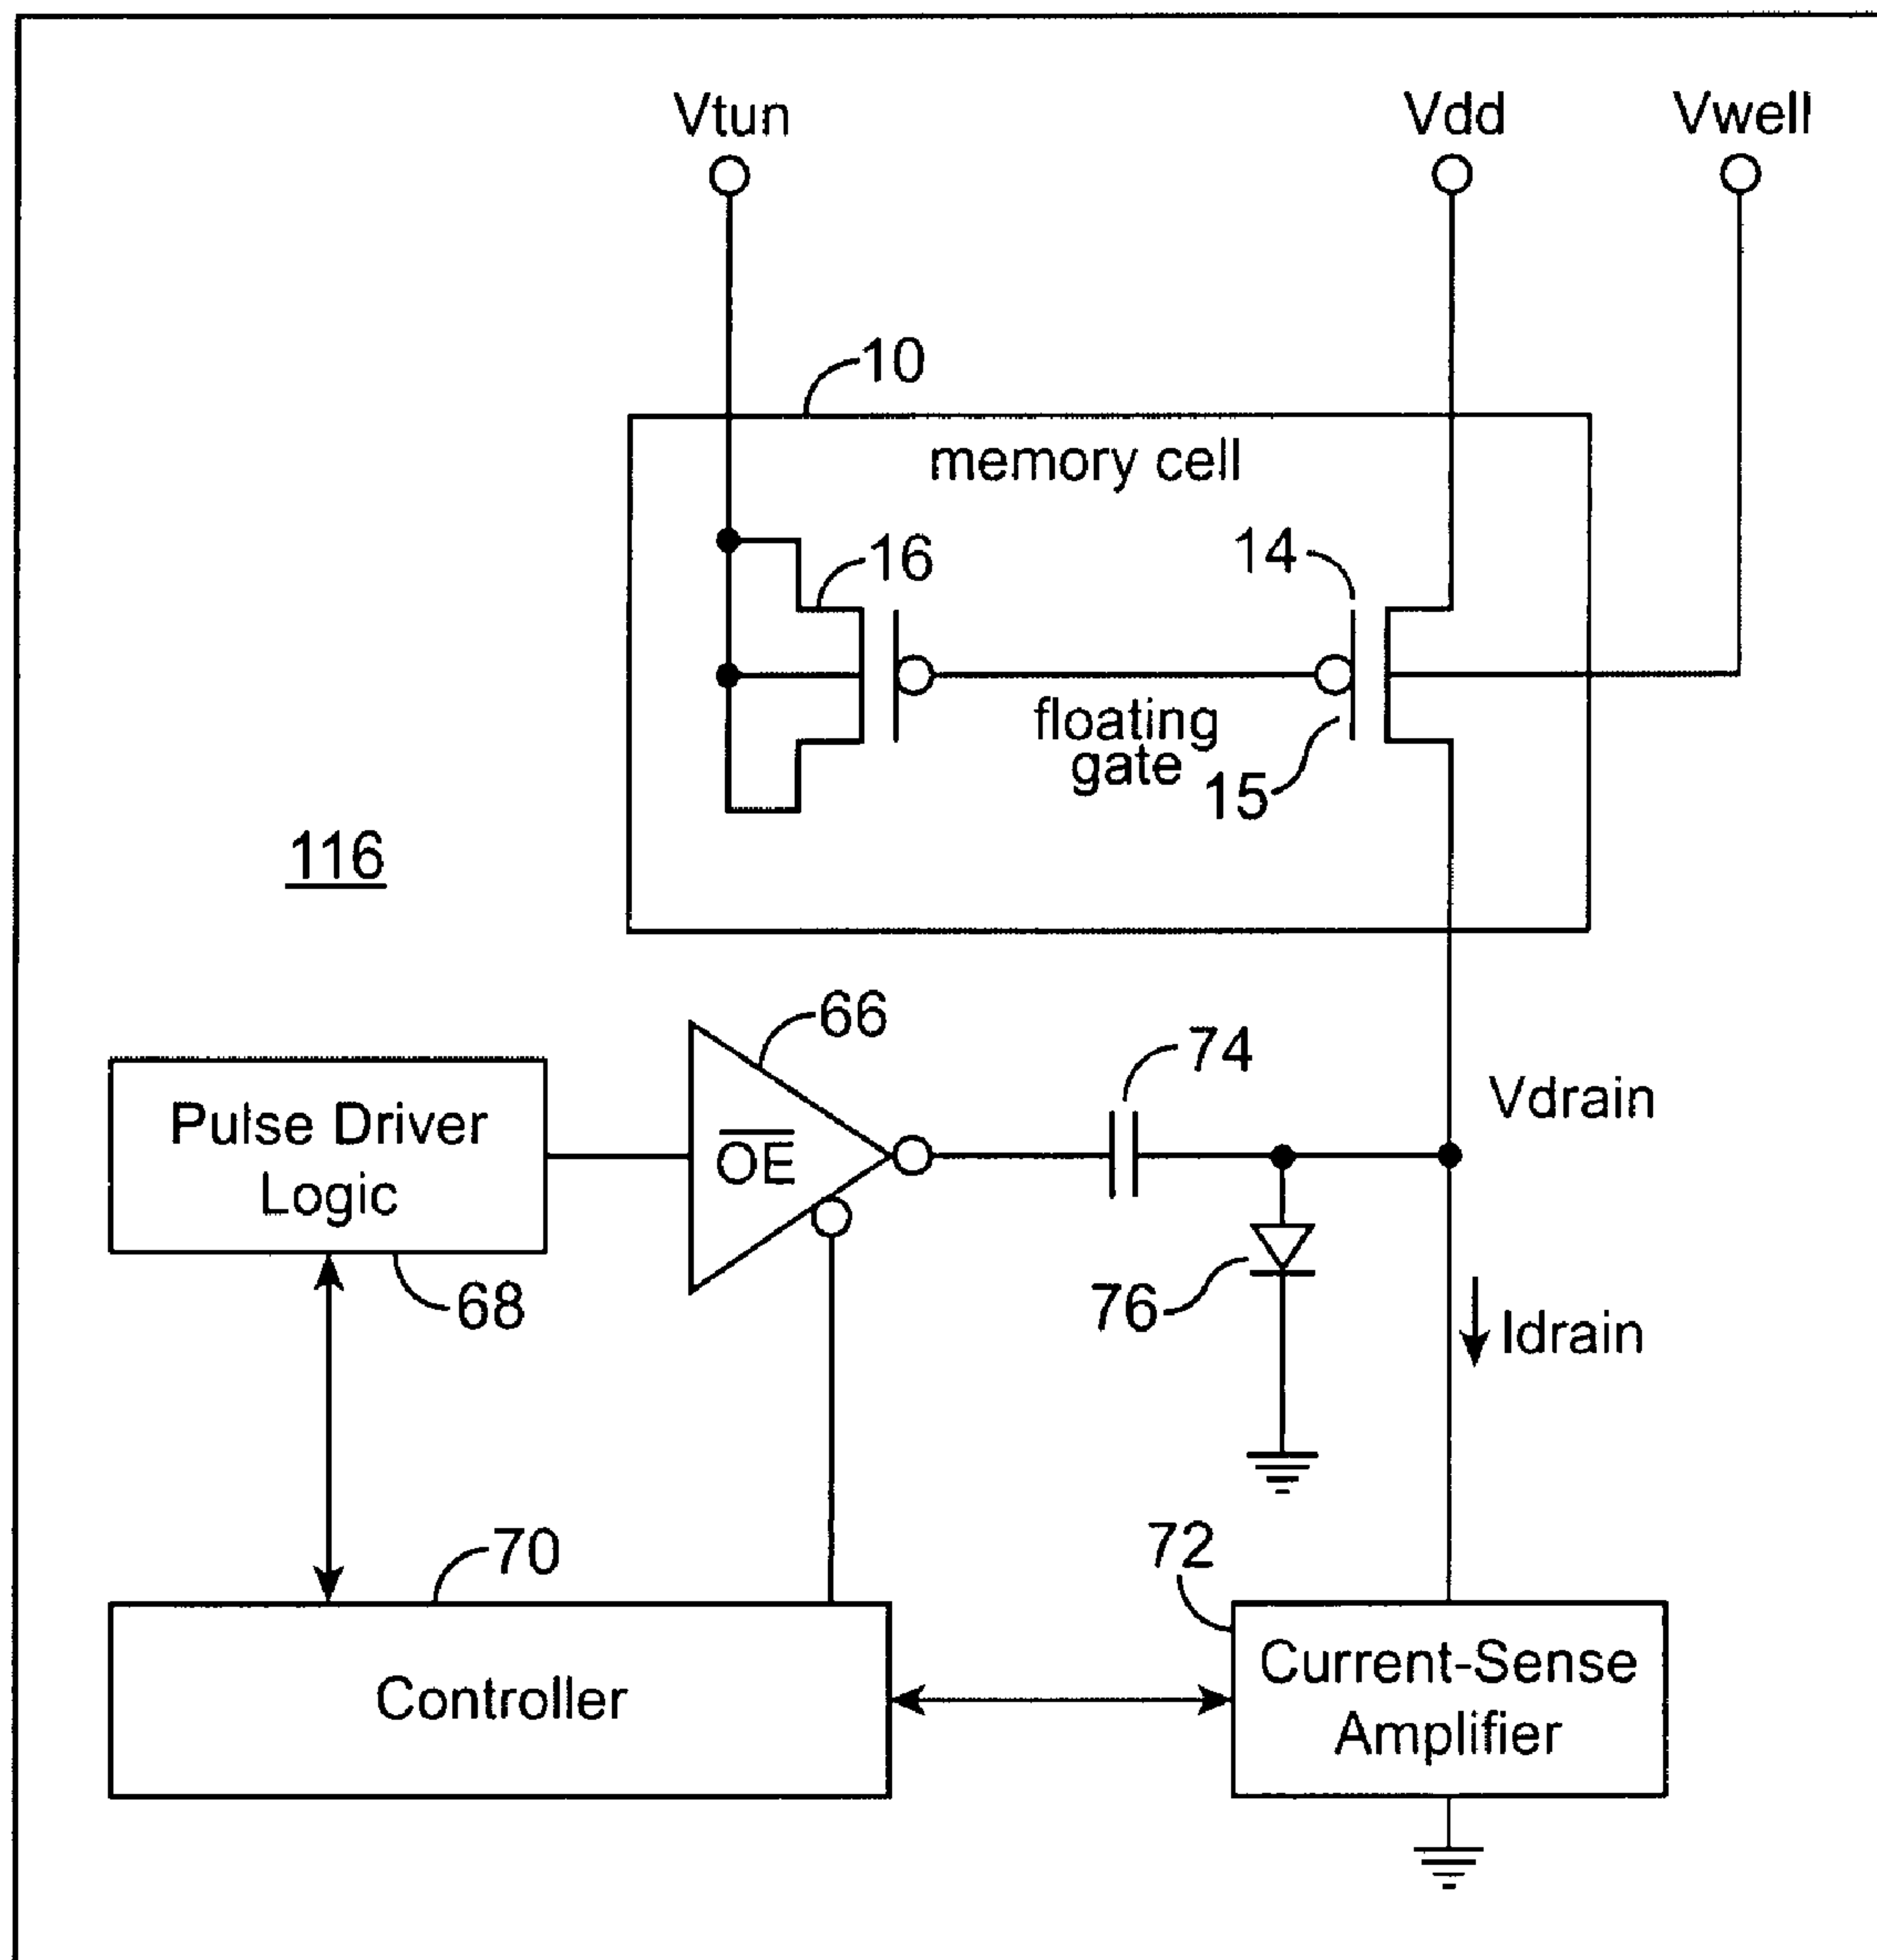 Vtun
Vdd
Vwell
10
memory cell
16
14
floating
gate
15
116
66
74
Pulse Driver
Logic
OE
Vdrain
68
76
Idrain
70
72
Controller
Current-Sense
Amplifier